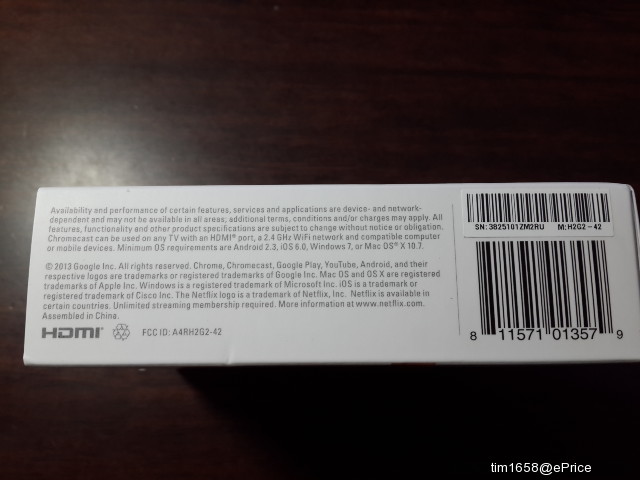 Availability and performance of certain features, services and applications are device- and network-
dependent and may not be available in all areas; additional terms, conditions and/or charges may apply. All
features, functionality and other product specifications are subject to change without notice or obligation.
Chromecast can be used on any TV with an HDMI® port, a 2.4 GHz WiFi network and compatible computer
or mobile devices. Minimum OS requirements are Android 2.3, iOS 6.0, Windows 7, or Mac OS® X 10.7.
©2013 Google Inc. All rights reserved. Chrome, Chromecast, Google Play, YouTube, Android, and their
respective logos are trademarks or registered trademarks of Google Inc. Mac OS and OS X are registered
trademarks of Apple Inc. Windows is a registered trademark of Microsoft Inc. iOS is a trademark or
registered trademark of Cisco Inc. The Netflix logo is a trademark of Netflix, Inc. Netflix is available in
certain countries. Unlimited streaming membership required. More information at www.netflix.com.
Assembled in China.
HDMI FCC ID: A4RH2G2-42
SN:3825101ZM2RU M:H2G2-42
8 11571 01357 9
tim1658@ePrice